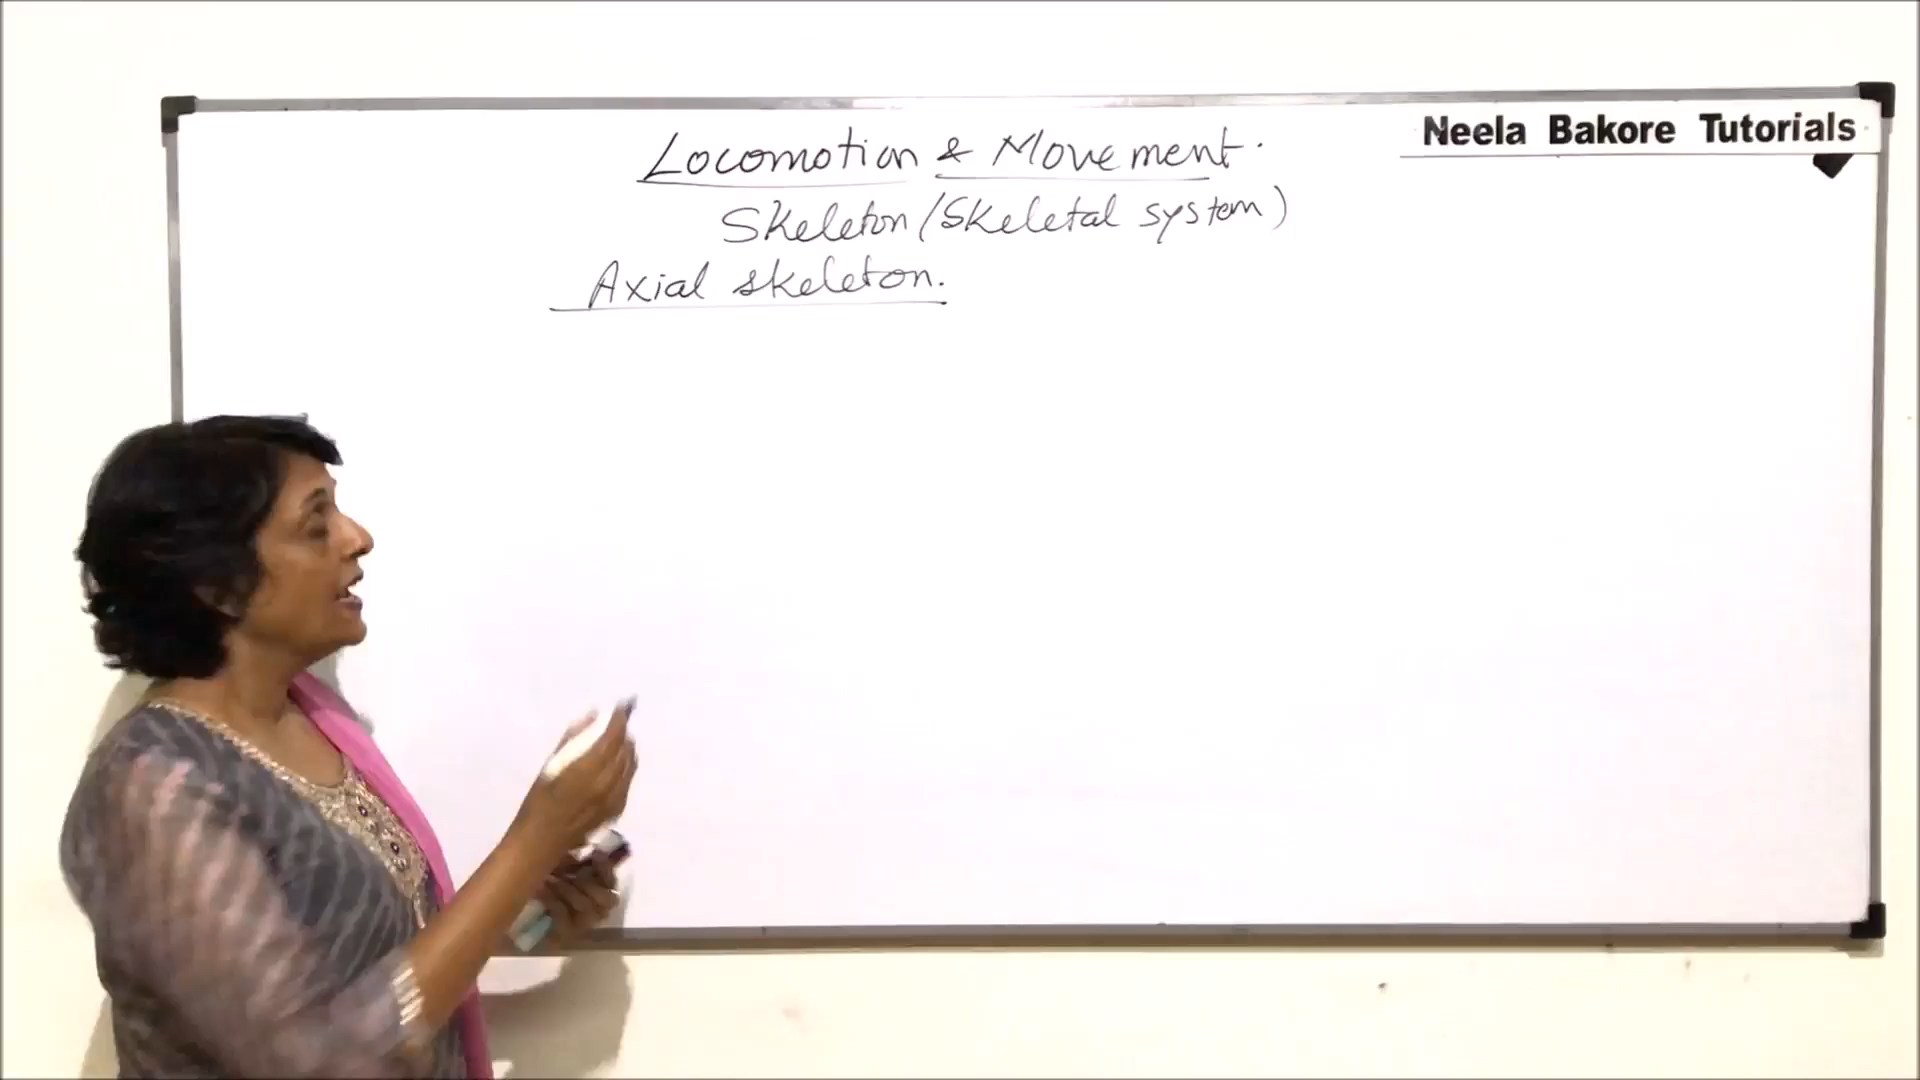 Neela Bakore Tutorials
Locomotion & Movement.
Skeleton (Skeletal system)
Axial skeleton.